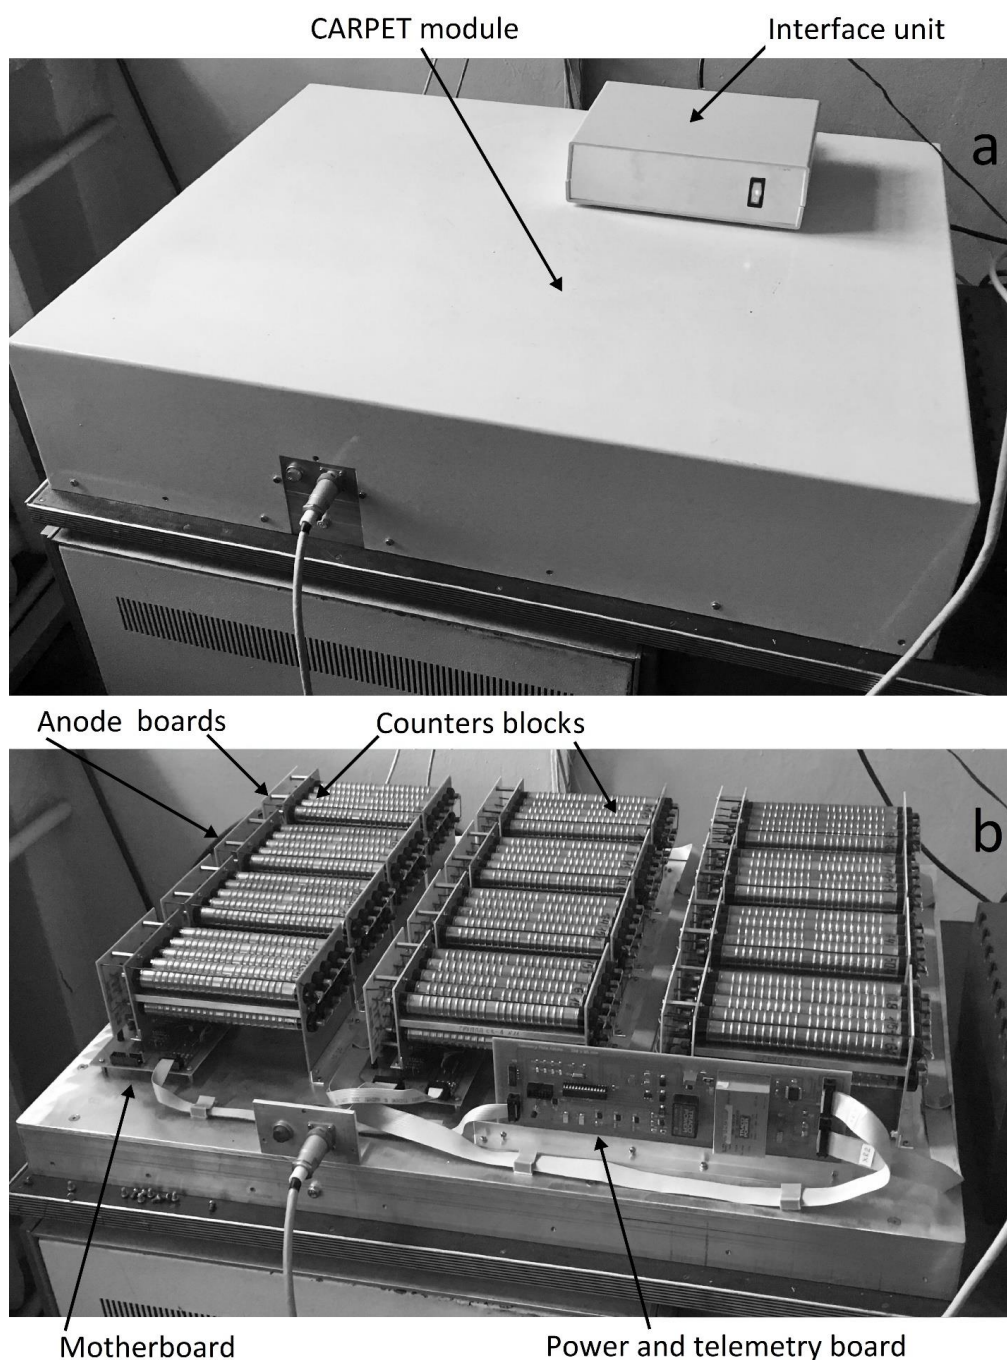 CARPET module
Interface unit
a
Anode boards
Counters blocks
b
Motherboard
Power and telemetry board